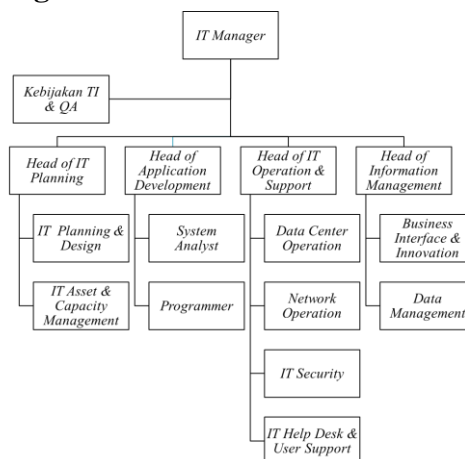 IT Manager
Kebijakan TI
& QA
Head of IT
Planning
Head of
Application
Development
Head of IT
Operation &
Support
Head of
Information
Management
IT Planning &
Design
System
Analyst
Data Center
Operation
Business
Interface &
Innovation
IT Asset &
Capacity
Management
Programmer
Network
Operation
Data
Management
IT Security
IT Help Desk &
User Support